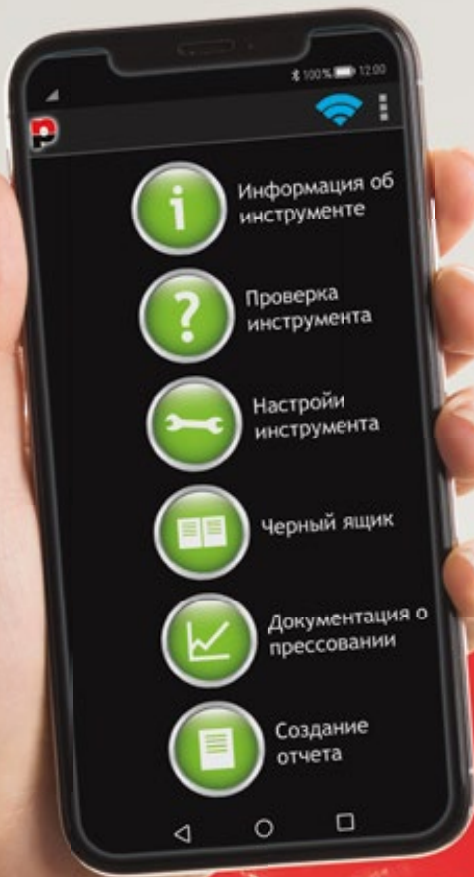 100% 12:00
Информация об
инструменте
Проверка
инструмента
Настройи
инструмента
Черный ящик
Документация о
прессовании
Создание
отчета